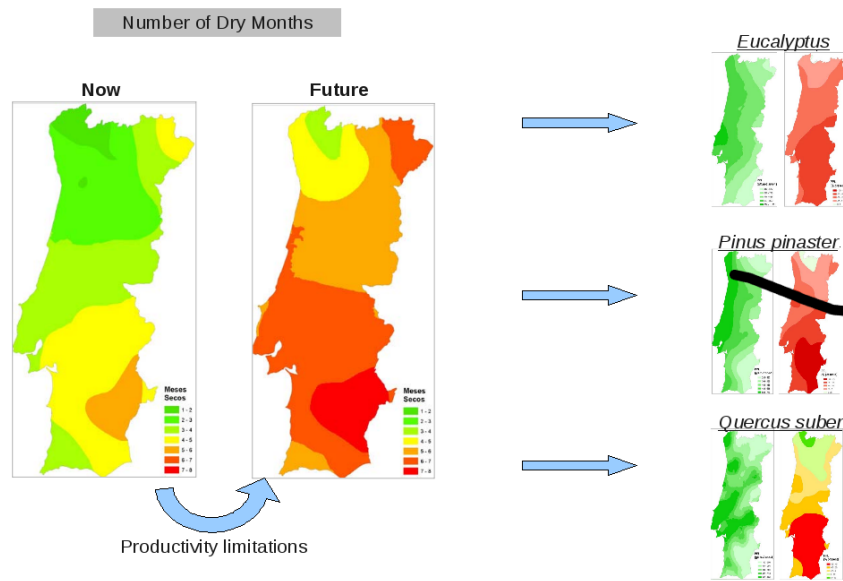 Number of Dry Months
Now
Future
Meses
Secos
1 - 2
2 - 3
3 - 4
4 - 5
5 - 6
6 - 7
7 - 8
Meses
Secos
1 - 2
2 - 3
3 - 4
4 - 5
5 - 6
6 - 7
7 - 8
Productivity limitations
Eucalyptus
Pinus pinaster
Quercus suber